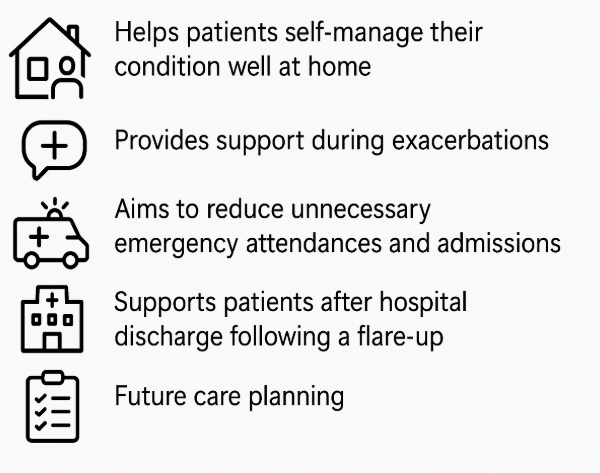 Helps patients self-manage their
condition well at home
Provides support during exacerbations
Aims to reduce unnecessary
emergency attendances and admissions
Supports patients after hospital
discharge following a flare-up
Future care planning